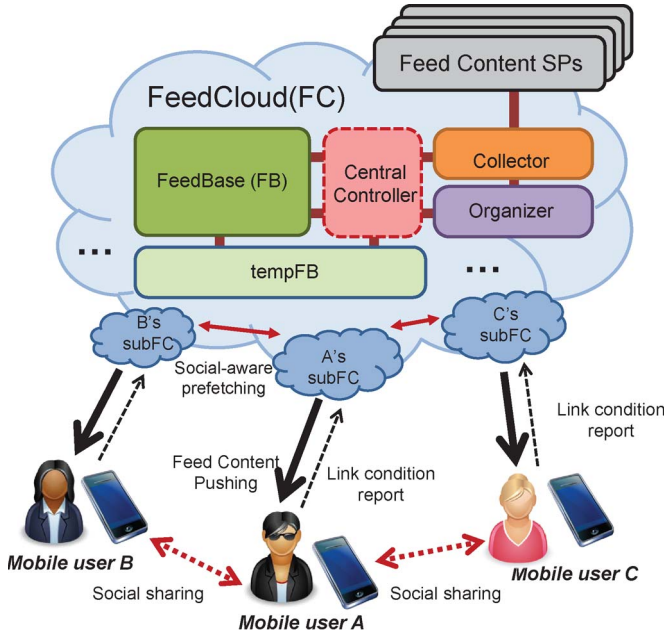 Feed Content SPs
FeedCloud(FC)
FeedBase (FB)
Central
Controller
Collector
Organizer
...
tempFB
...
B's
subFC
A's
subFC
C's
subFC
Social-aware
prefetching
Link condition
report
Feed Content
Pushing
Link condition
report
Mobile user B
Mobile user C
Social sharing
Social sharing
Mobile user A